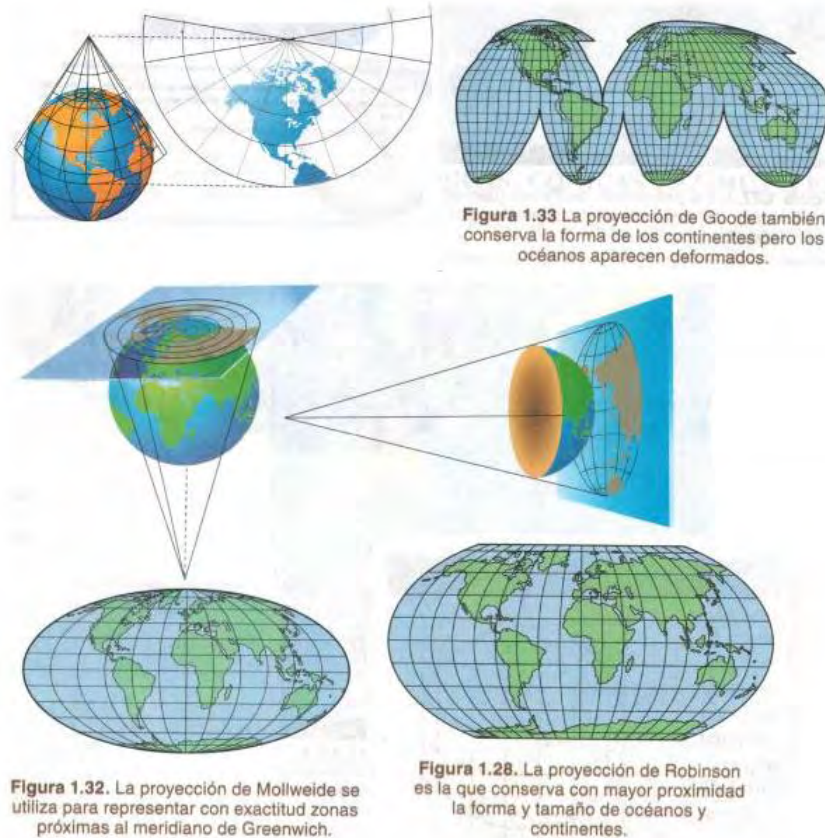 Figura 1.33 La proyección de Goode también
conserva la forma de los continentes pero los
océanos aparecen deformados.
Figura 1.32. La proyección de Mollweide se
utiliza para representar con exactitud zonas
próximas al meridiano de Greenwich.
Figura 1.28. La proyección de Robinson
es la que conserva con mayor proximidad
la forma y tamaño de océanos y
continentes.